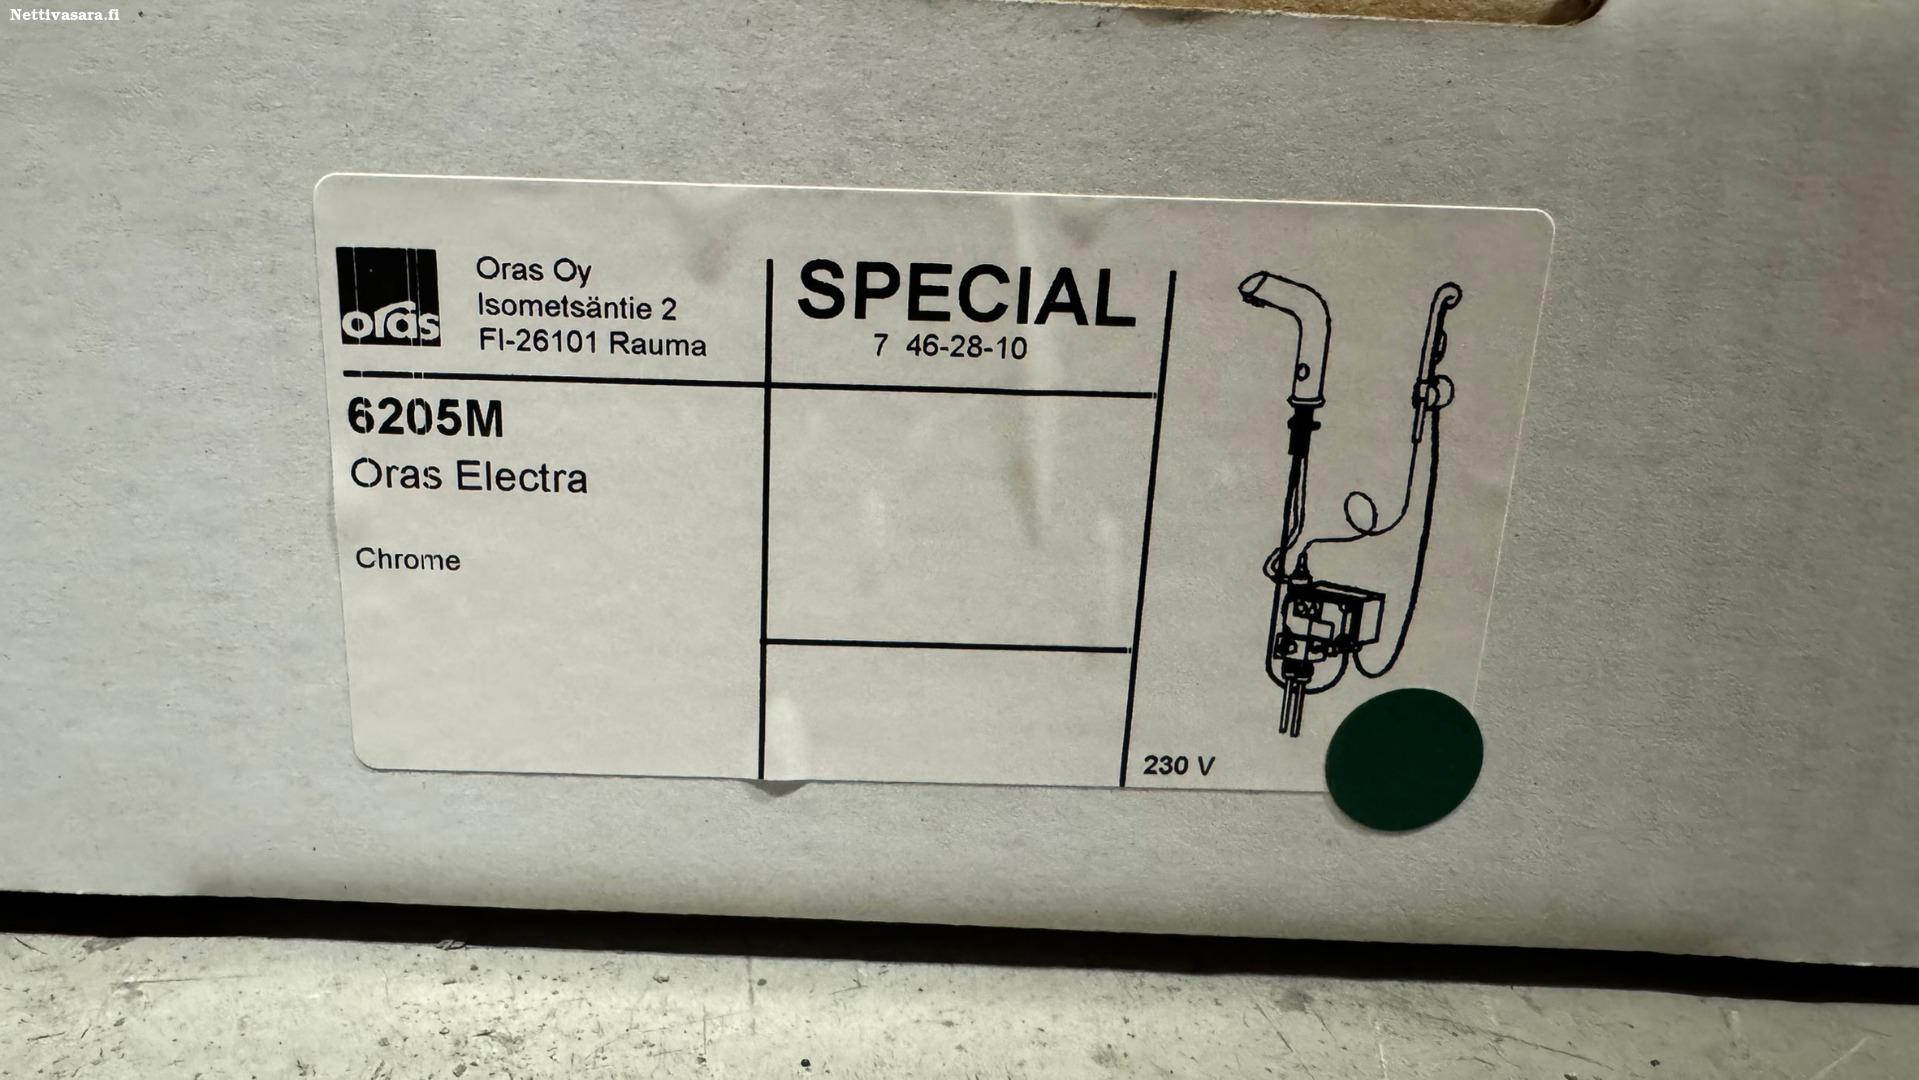 Nettivasara.fi
oras
Oras Oy
Isometsäntie 2
FI-26101 Rauma
SPECIAL
7 46-28-10
6205M
Oras Electra
Chrome
230 V